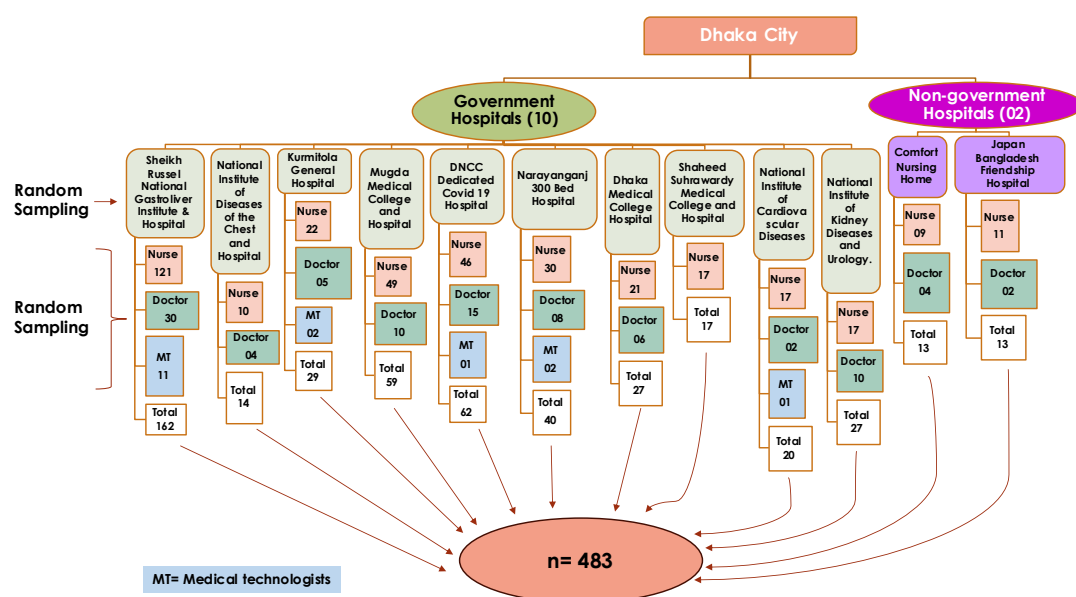 Dhaka City
Government
Hospitals (10)
Non-government
Hospitals (02)
Random
Sampling
Random
Sampling
Sheikh
Russel
National
Gastroliver
Institute &
Hospital
Nurse
121
Doctor
30
MT
11
Total
162
National
Institute
of
Diseases
of the
Chest and
Hospital
Nurse
10
Doctor
04
Total
14
Kurmitola
General
Hospital
Nurse
22
Doctor
05
MT
02
Total
29
Mugda
Medical
College
and
Hospital
Nurse
49
Doctor
10
Total
59
DNCC
Dedicated
Covid 19
Hospital
Nurse
46
Doctor
15
MT
01
Total
62
Narayanganj
300 Bed
Hospital
Nurse
30
Doctor
08
MT
02
Total
40
Dhaka
Medical
College
Hospital
Nurse
21
Doctor
06
Total
27
Shaheed
Suhrawardy
Medical
College and
Hospital
Nurse
17
Total
17
National
Institute
of
Cardiova
scular
Diseases
Nurse
17
Doctor
02
MT
01
Total
20
National
Institute
of
Kidney
Diseases
and
Urology.
Nurse
17
Doctor
10
Total
27
Comfort
Nursing
Home
Nurse
09
Doctor
04
Total
13
Japan
Bangladesh
Friendship
Hospital
Nurse
11
Doctor
02
Total
13
n= 483
MT= Medical technologists